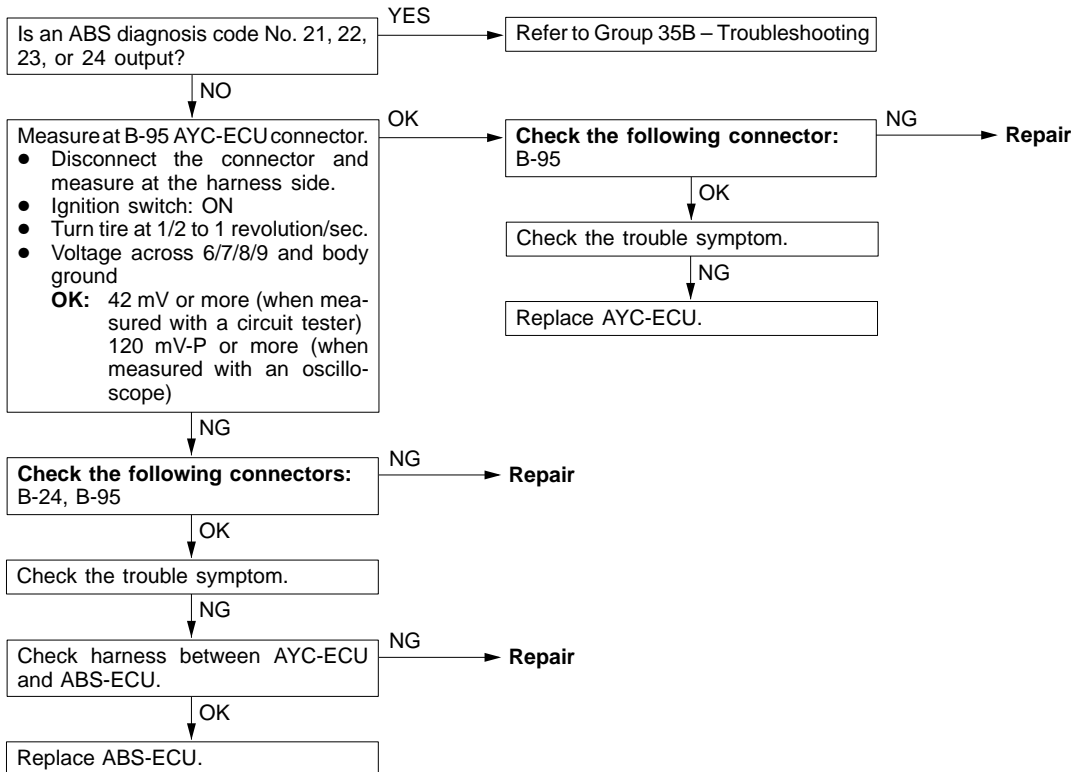 Is an ABS diagnosis code No. 21, 22,
23, or 24 output?
YES
Refer to Group 35B – Troubleshooting
NO
Measure at B-95 AYC-ECU connector.
● Disconnect the connector and
measure at the harness side.
● Ignition switch: ON
● Turn tire at 1/2 to 1 revolution/sec.
● Voltage across 6/7/8/9 and body
ground
OK: 42 mV or more (when mea-
sured with a circuit tester)
120 mV-P or more (when
measured with an oscillo-
scope)
OK
Check the following connector:
B-95
NG
Repair
OK
Check the trouble symptom.
NG
Replace AYC-ECU.
NG
Check the following connectors:
B-24, B-95
NG
Repair
OK
Check the trouble symptom.
NG
Check harness between AYC-ECU
and ABS-ECU.
NG
Repair
OK
Replace ABS-ECU.